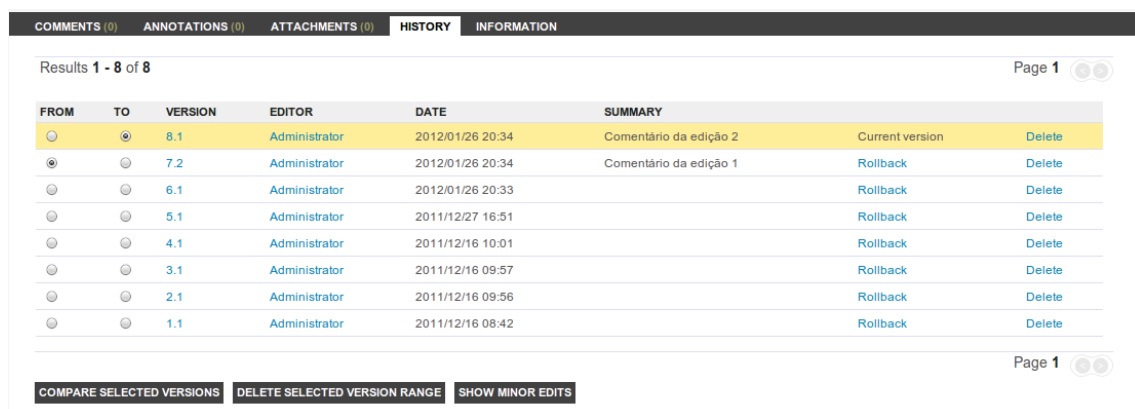 COMMENTS (0) ANNOTATIONS (0) ATTACHMENTS (0) HISTORY INFORMATION
Results 1 - 8 of 8 Page 1
FROM TO VERSION EDITOR DATE SUMMARY
8.1 Administrator 2012/01/26 20:34 Comentário da edição 2 Current version Delete
7.2 Administrator 2012/01/26 20:34 Comentário da edição 1 Rollback Delete
6.1 Administrator 2012/01/26 20:33 Rollback Delete
5.1 Administrator 2011/12/27 16:51 Rollback Delete
4.1 Administrator 2011/12/16 10:01 Rollback Delete
3.1 Administrator 2011/12/16 09:57 Rollback Delete
2.1 Administrator 2011/12/16 09:56 Rollback Delete
1.1 Administrator 2011/12/16 08:42 Rollback Delete
Page 1
COMPARE SELECTED VERSIONS DELETE SELECTED VERSION RANGE SHOW MINOR EDITS